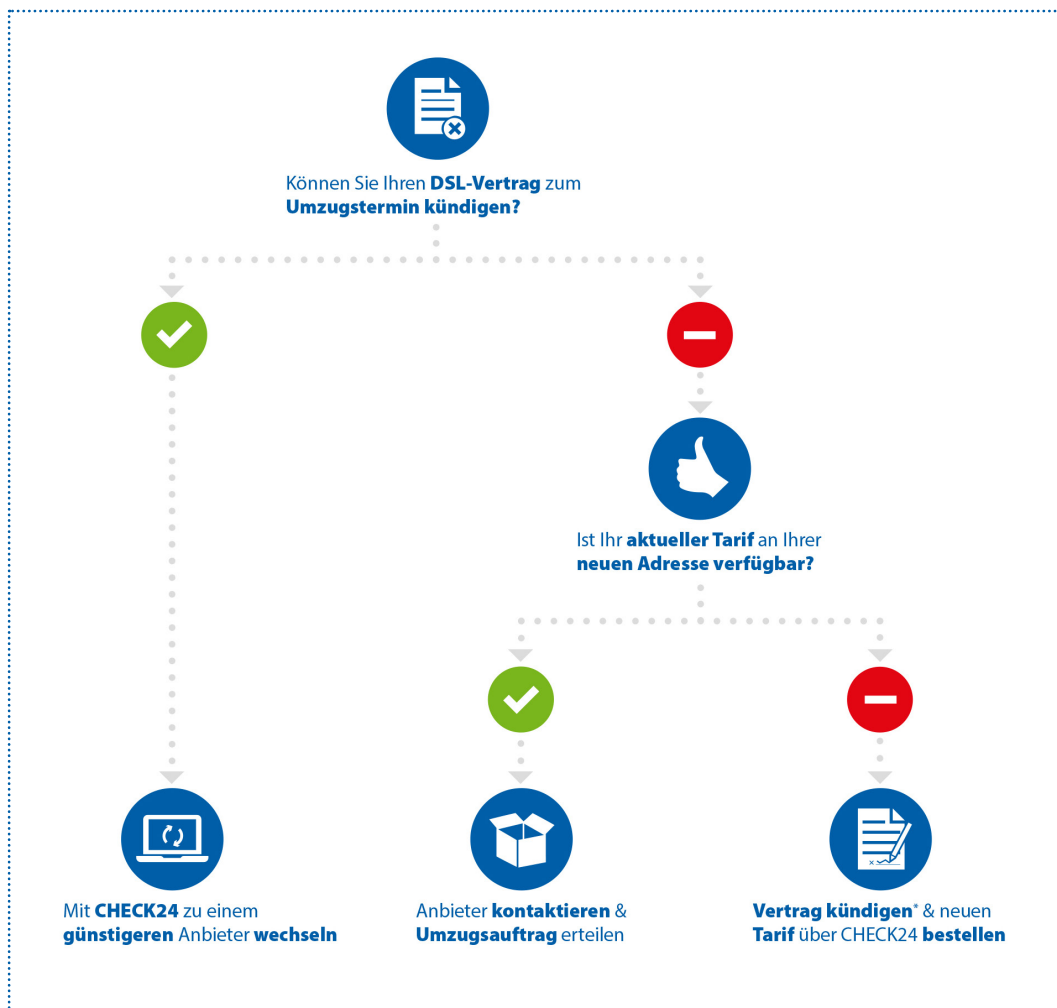 Können Sie Ihren DSL-Vertrag zum
Umzugstermin kündigen?
Ist Ihr aktueller Tarif an Ihrer
neuen Adresse verfügbar?
Mit CHECK24 zu einem
günstigeren Anbieter wechseln
Anbieter kontaktieren &
Umzugsauftrag erteilen
Vertrag kündigen* & neuen
Tarif über CHECK24 bestellen